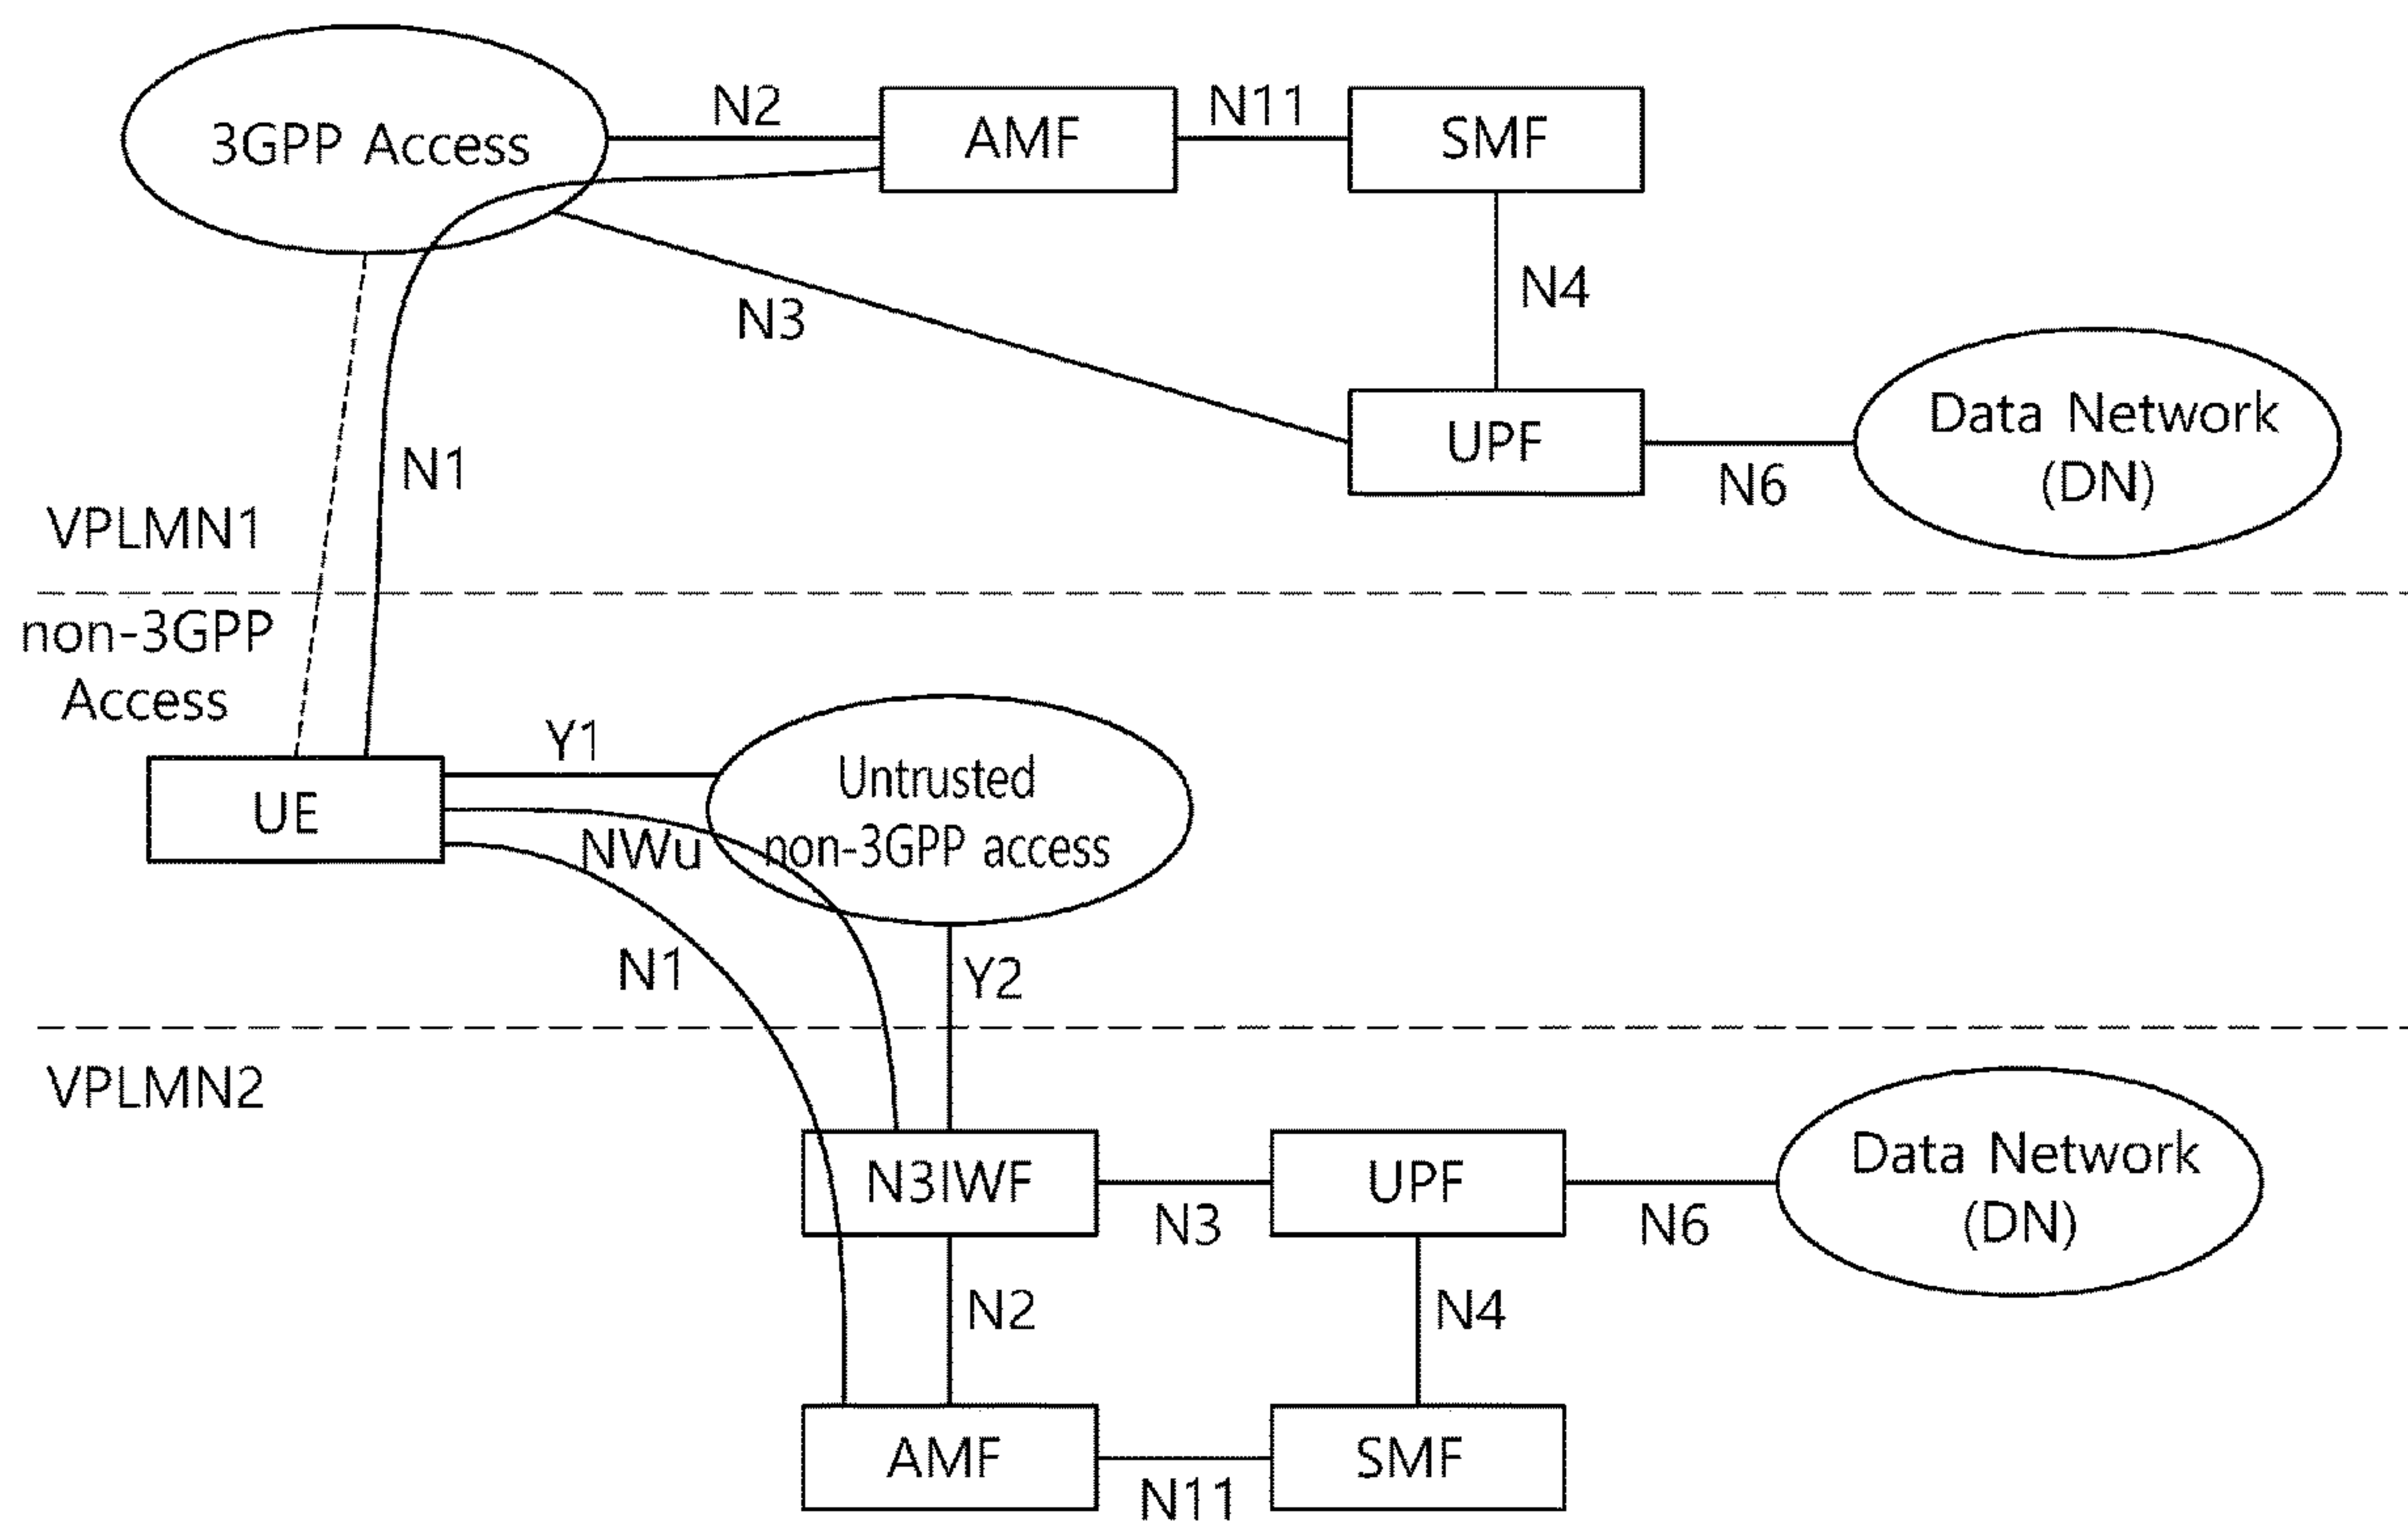 3GPP Access
N2
AMF
N11
SMF
N4
N3
N1
UPF
N6
Data Network
(DN)
VPLMN1
non-3GPP
Access
UE
Y1
NWu
N1
Untrusted
non-3GPP access
Y2
VPLMN2
N3IWF
N3
UPF
N6
Data Network
(DN)
N2
N4
AMF
N11
SMF